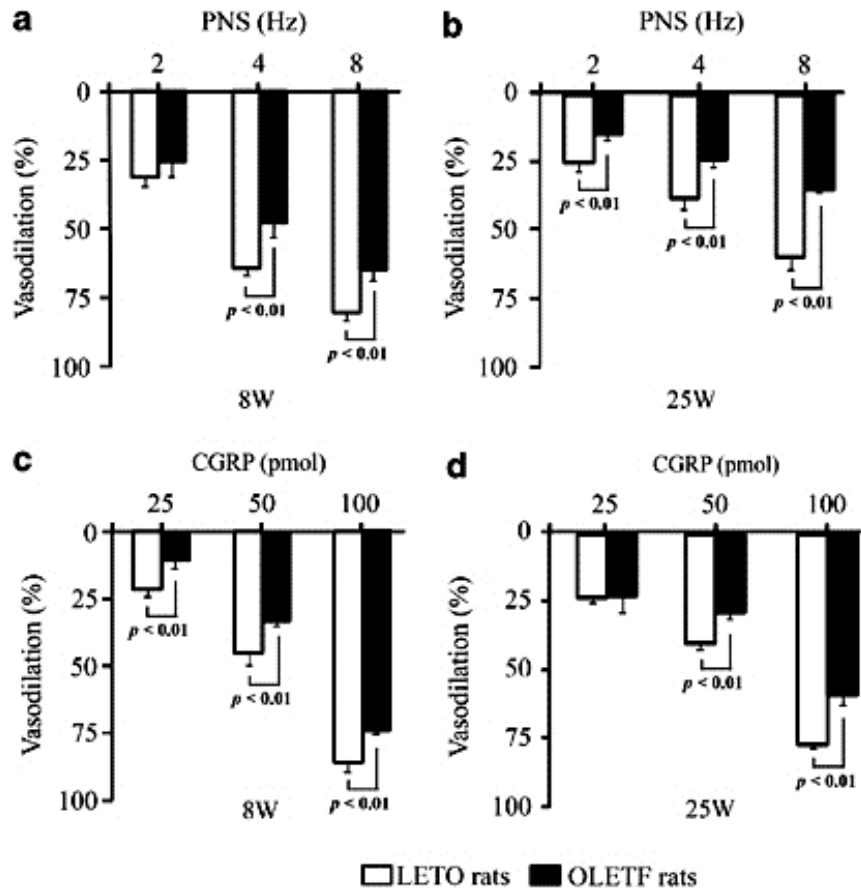 a
PNS (Hz)
2 4 8
0
25
50
75
100
Vasodilation (%)
p < 0.01
p < 0.01
8W
b
PNS (Hz)
2 4 8
0
25
50
75
100
Vasodilation (%)
p < 0.01
p < 0.01
p < 0.01
25W
c
CGRP (pmol)
25 50 100
0
25
50
75
100
Vasodilation (%)
p < 0.01
p < 0.01
p < 0.01
8W
d
CGRP (pmol)
25 50 100
0
25
50
75
100
Vasodilation (%)
p < 0.01
p < 0.01
25W
LETO rats OLETF rats